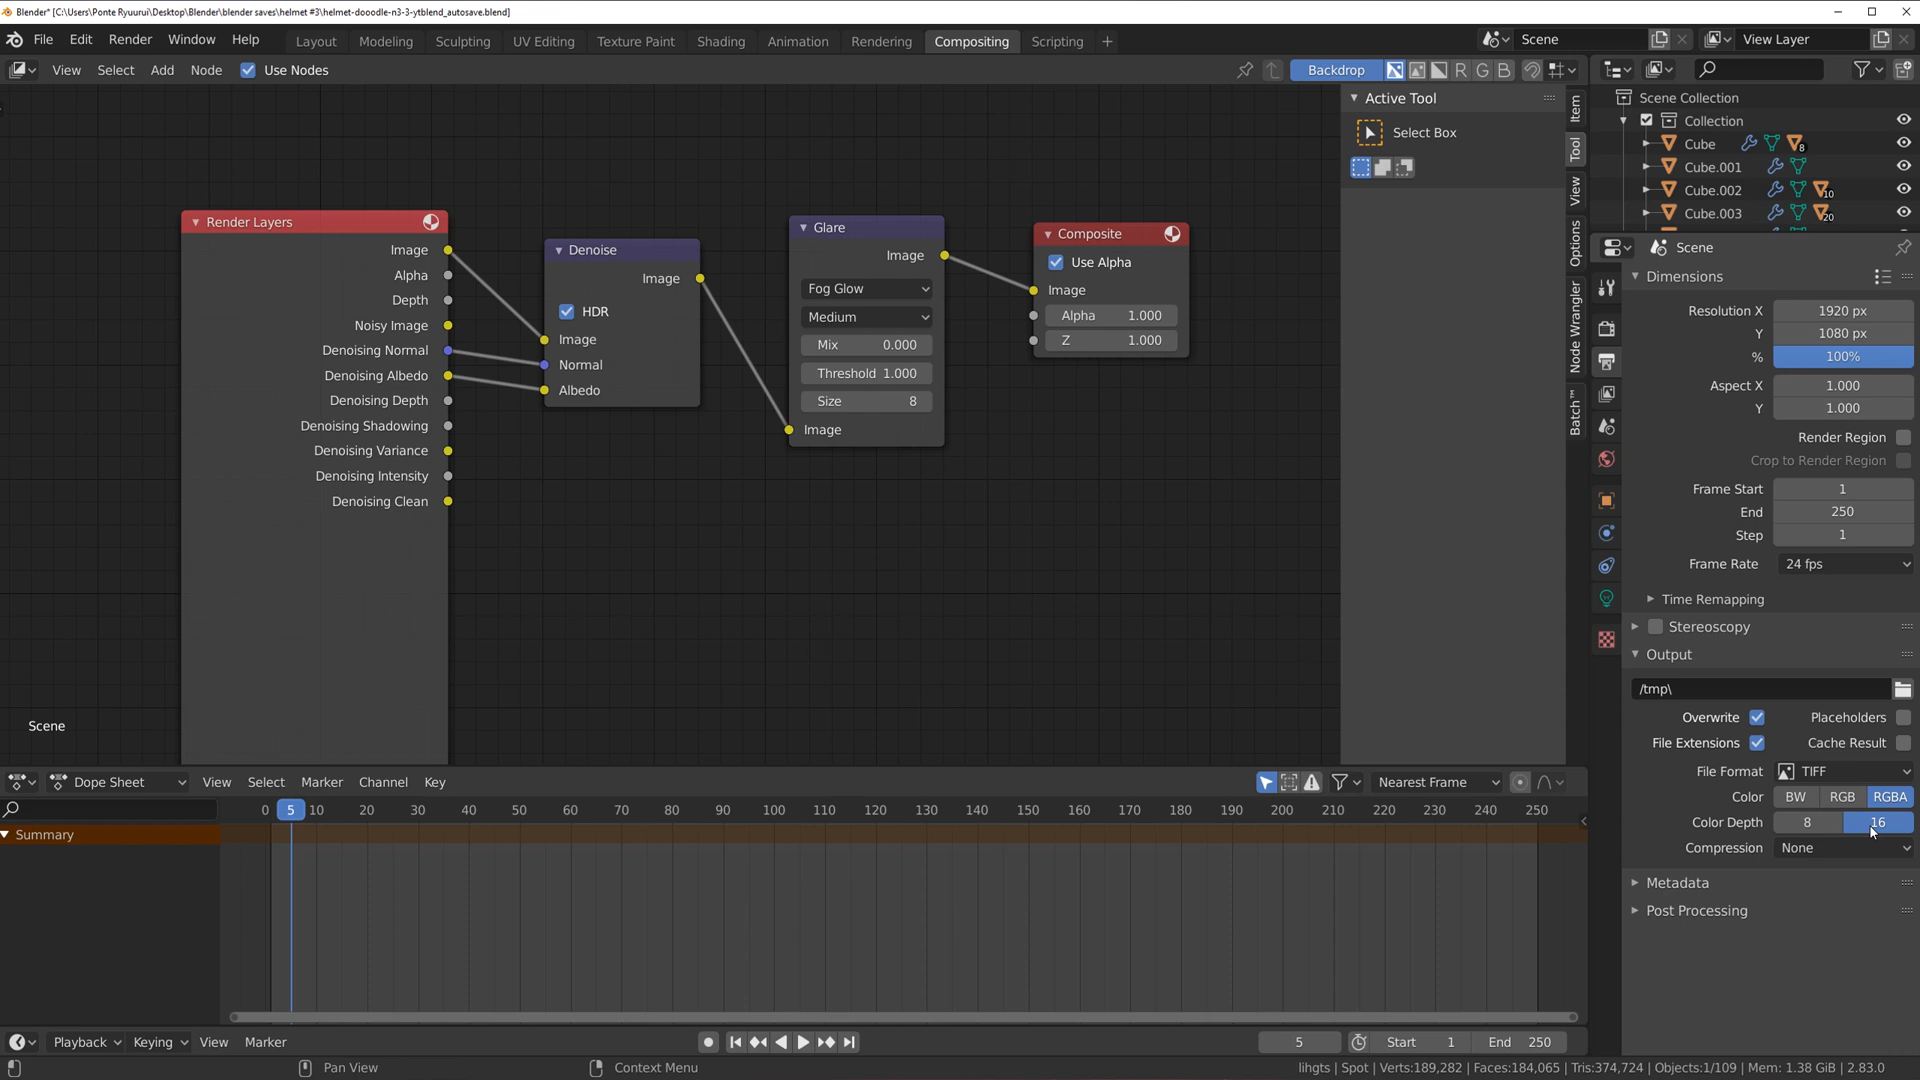 Blender* [C:\Users\Ponte Ryuurui\Desktop\Blender\blender saves\helmet #3\helmet-dooodle-n3-3-ytblend_autosave.blend]
File Edit Render Window Help Layout Modeling Sculpting UV Editing Texture Paint Shading Animation Rendering Compositing Scripting + Scene View Layer
View Select Add Node Use Nodes Backdrop R G B
Active Tool
Select Box
Item
Tool
View
Options
Node Wrangler
Batch™
Scene Collection
Collection
Cube 8
Cube.001
Cube.002 10
Cube.003 20
Render Layers
Image
Alpha
Depth
Noisy Image
Denoising Normal
Denoising Albedo
Denoising Depth
Denoising Shadowing
Denoising Variance
Denoising Intensity
Denoising Clean
Denoise
Image
HDR
Image
Normal
Albedo
Glare
Image
Fog Glow
Medium
Mix 0.000
Threshold 1.000
Size 8
Image
Composite
Use Alpha
Image
Alpha 1.000
Z 1.000
Scene
Scene
Dimensions
Resolution X 1920 px
Y 1080 px
% 100%
Aspect X 1.000
Y 1.000
Render Region
Crop to Render Region
Frame Start 1
End 250
Step 1
Frame Rate 24 fps
Time Remapping
Stereoscopy
Output
/tmp\
Overwrite Placeholders
File Extensions Cache Result
File Format TIFF
Color BW RGB RGBA
Color Depth 8 16
Compression None
Metadata
Post Processing
Dope Sheet View Select Marker Channel Key Nearest Frame
0 5 10 20 30 40 50 60 70 80 90 100 110 120 130 140 150 160 170 180 190 200 210 220 230 240 250
Summary
Playback Keying View Marker 5 Start 1 End 250
Pan View Context Menu lihgts | Spot | Verts:189,282 | Faces:184,065 | Tris:374,724 | Objects:1/109 | Mem: 1.38 GiB | 2.83.0